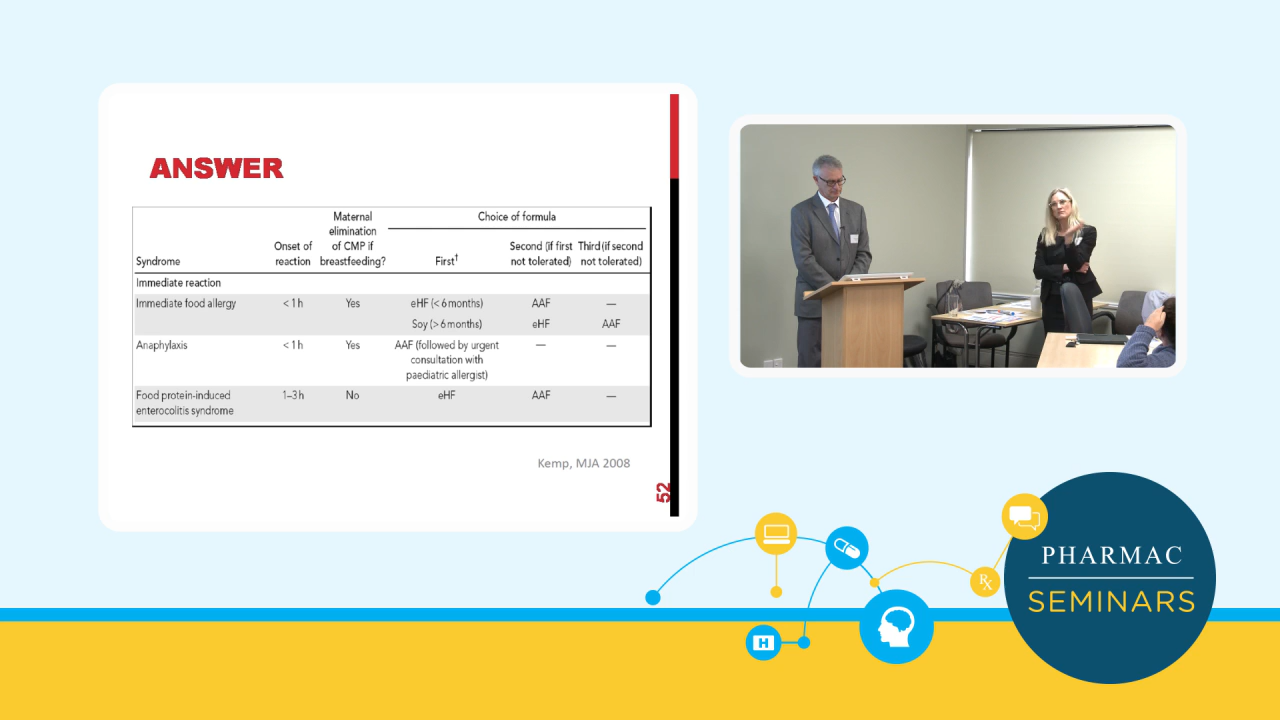 ANSWER
Maternal
elimination
of CMP if
breastfeeding?
Choice of formula
Syndrome
Onset of
reaction
First†
Second (if first
not tolerated)
Third (if second
not tolerated)
Immediate reaction
Immediate food allergy < 1 h Yes eHF (< 6 months) AAF —
Soy (> 6 months) eHF AAF
Anaphylaxis < 1 h Yes AAF (followed by urgent — —
consultation with
paediatric allergist)
Food protein-induced 1–3 h No eHF AAF —
enterocolitis syndrome
Kemp, MJA 2008
52
PHARMAC
SEMINARS
Rx
H